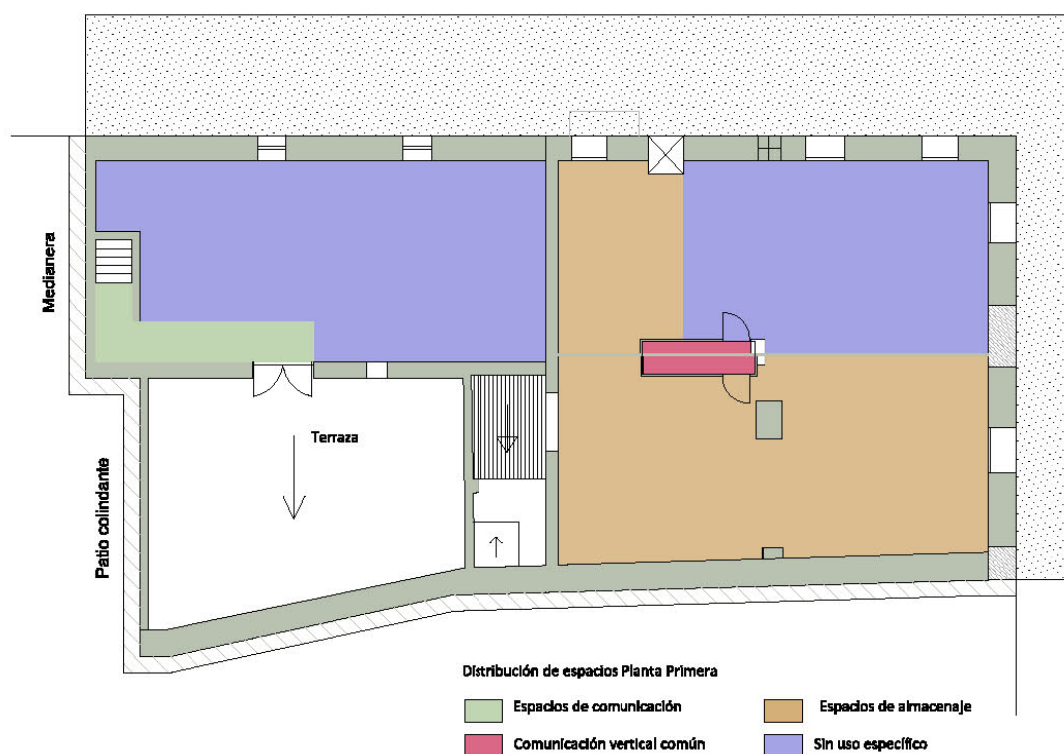 Medianera
Terraza
Patio colindante
Distribución de espacios Planta Primera
Espacios de comunicación
Espacios de almacenaje
Comunicación vertical común
Sin uso específico